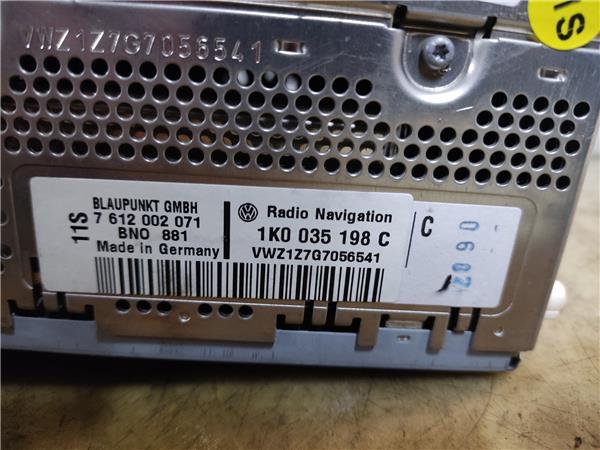 VWZ1Z7G7056541
SI
11S
BLAUPUNKT GMBH
7 612 002 071
BNO 881
Made in Germany
Radio Navigation
1K0 035 198 C
VWZ1Z7G7056541
C